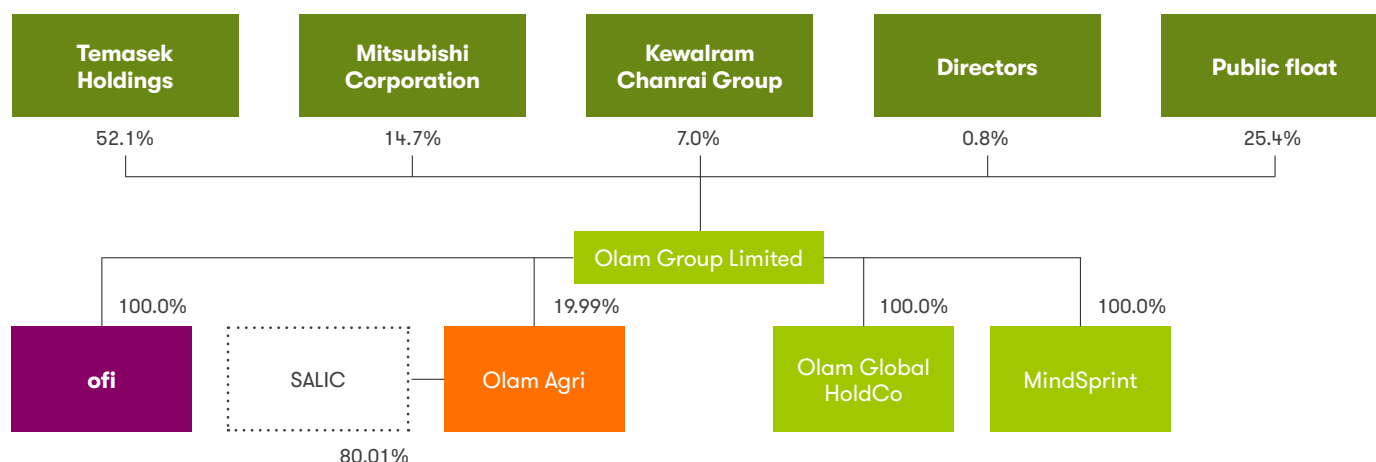 Temasek
Holdings
Mitsubishi
Corporation
Kewalram
Chanrai Group
Directors
Public float
52.1%
14.7%
7.0%
0.8%
25.4%
Olam Group Limited
100.0%
19.99%
100.0%
100.0%
ofi
SALIC
Olam Agri
Olam Global
HoldCo
MindSprint
80.01%